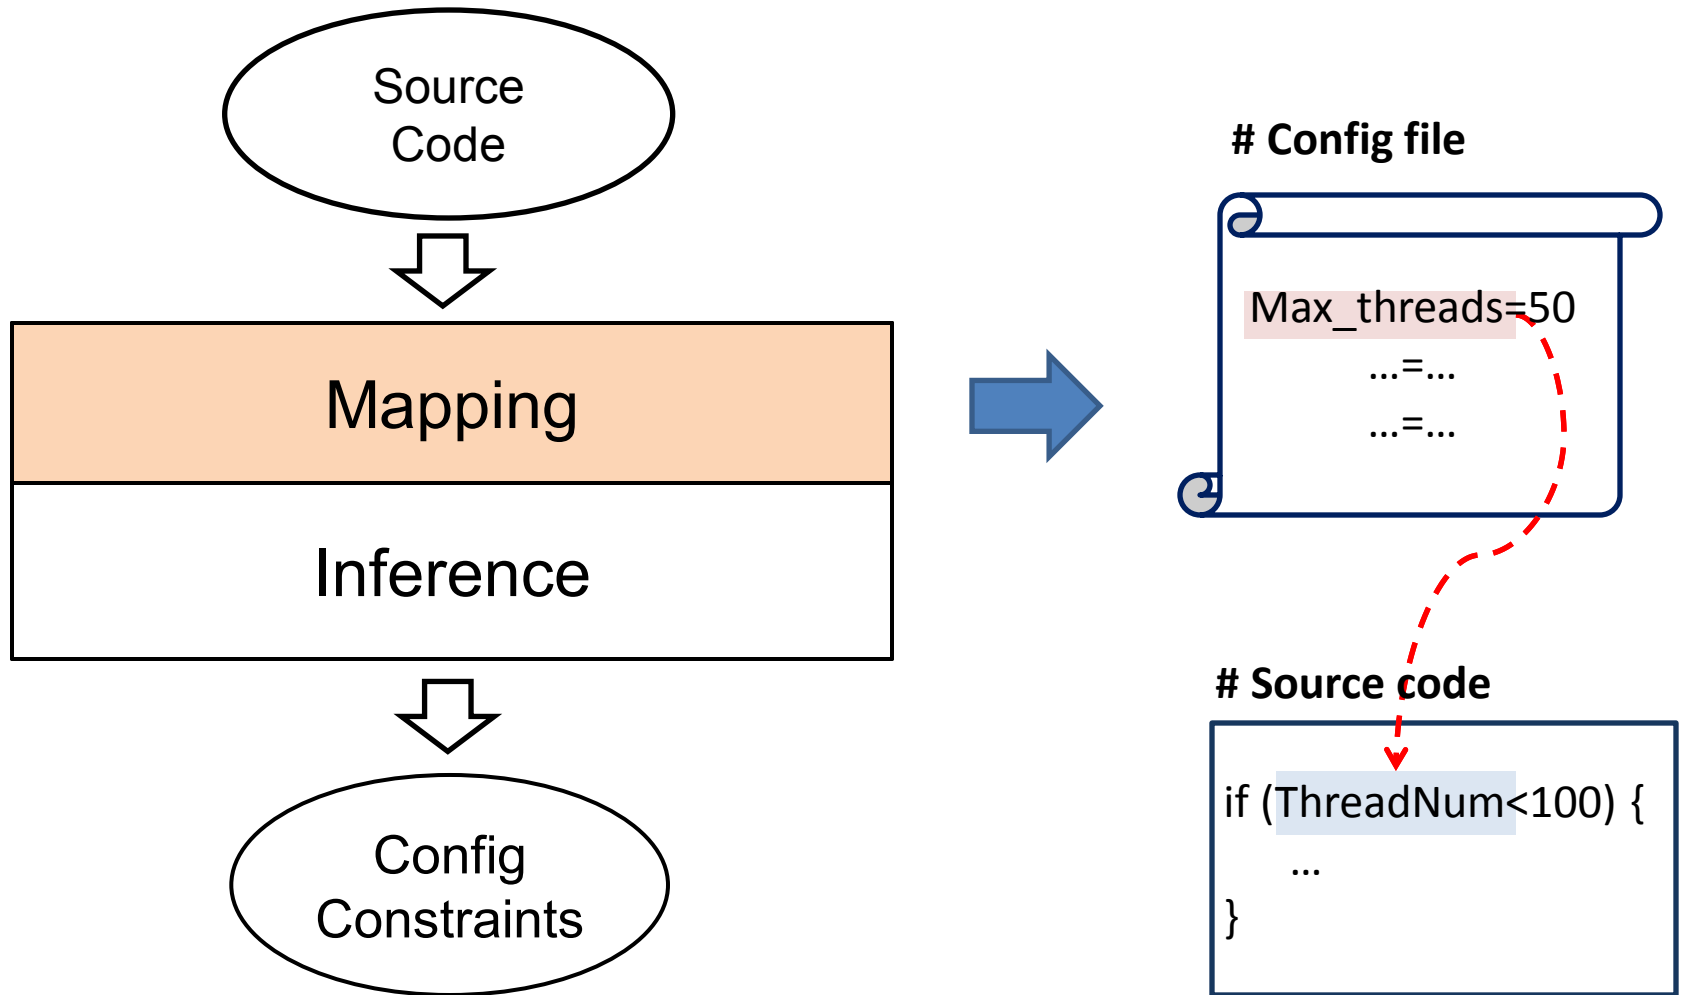 Source
Code
Mapping
Inference
Config
Constraints
# Config file
Max_threads=50
...=...
...=...
# Source code
if (ThreadNum<100) {
...
}